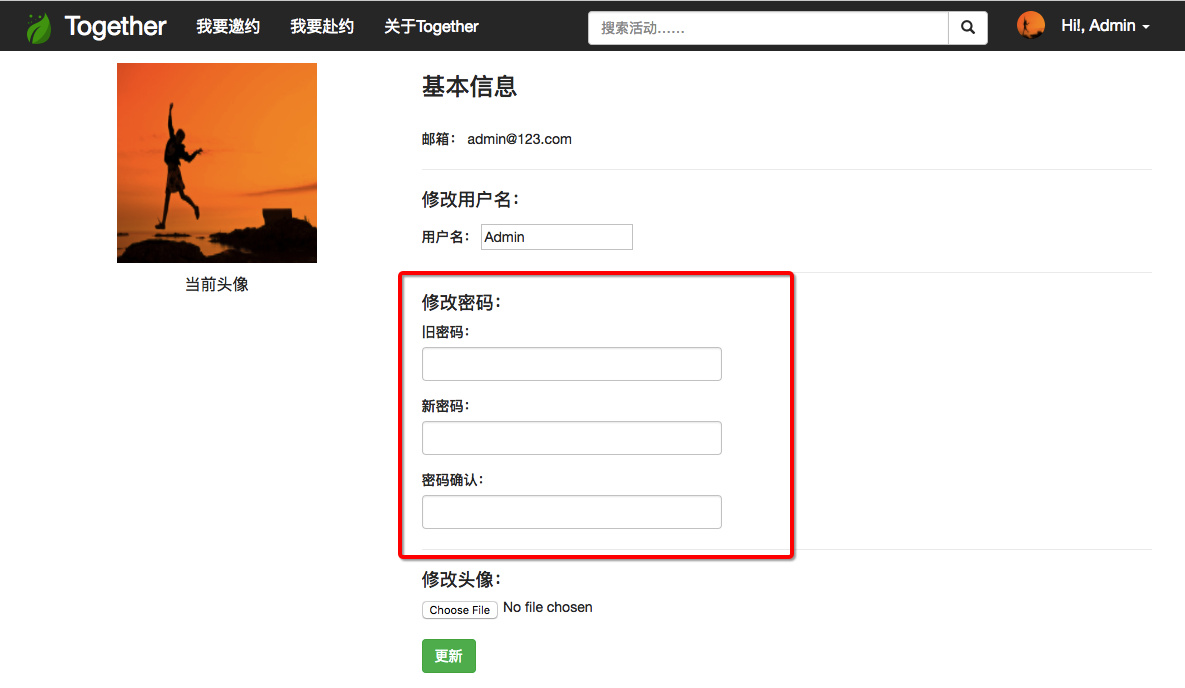 Together 我要邀约 我要赴约 关于Together 搜索活动...... Hi!, Admin
当前头像
基本信息
邮箱： admin@123.com
修改用户名：
用户名： Admin
修改密码：
旧密码：
新密码：
密码确认：
修改头像：
Choose File No file chosen
更新